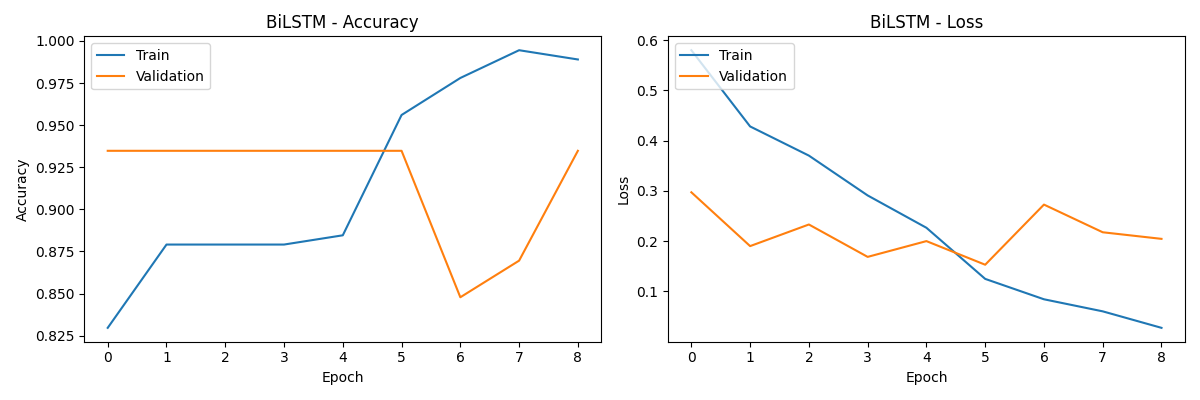 BiLSTM - Accuracy
Train
Validation
1.000
0.975
0.950
0.925
0.900
0.875
0.850
0.825
Accuracy
0 1 2 3 4 5 6 7 8
Epoch
BiLSTM - Loss
Train
Validation
0.6
0.5
0.4
0.3
0.2
0.1
Loss
0 1 2 3 4 5 6 7 8
Epoch